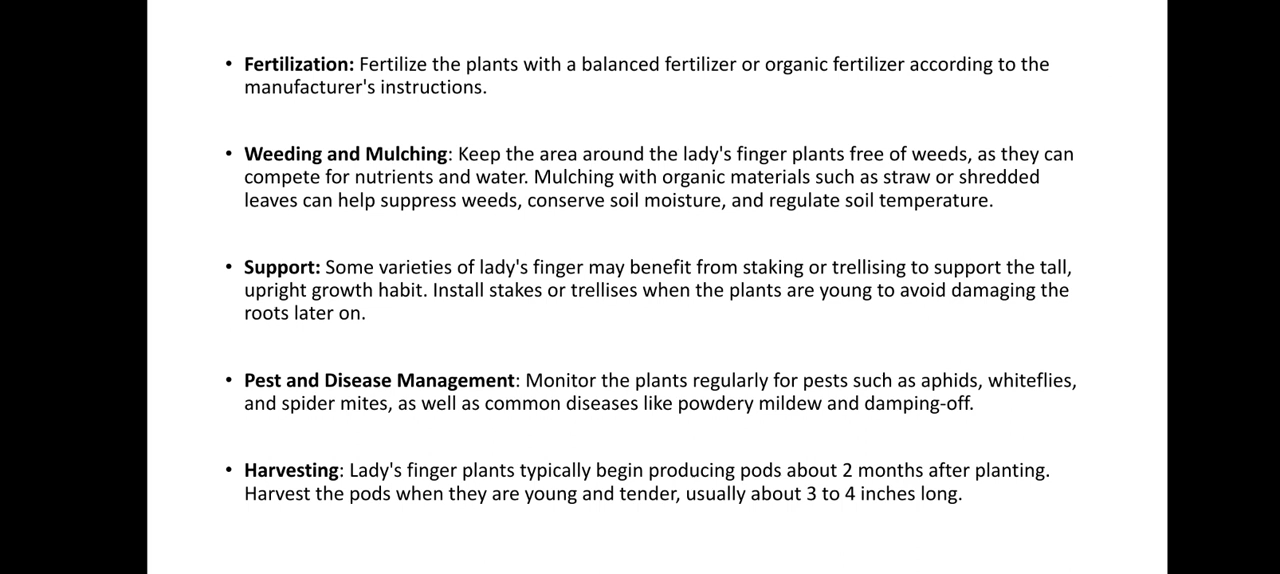 • Fertilization: Fertilize the plants with a balanced fertilizer or organic fertilizer according to the
manufacturer's instructions.
• Weeding and Mulching: Keep the area around the lady's finger plants free of weeds, as they can
compete for nutrients and water. Mulching with organic materials such as straw or shredded
leaves can help suppress weeds, conserve soil moisture, and regulate soil temperature.
• Support: Some varieties of lady's finger may benefit from staking or trellising to support the tall,
upright growth habit. Install stakes or trellises when the plants are young to avoid damaging the
roots later on.
• Pest and Disease Management: Monitor the plants regularly for pests such as aphids, whiteflies,
and spider mites, as well as common diseases like powdery mildew and damping-off.
• Harvesting: Lady's finger plants typically begin producing pods about 2 months after planting.
Harvest the pods when they are young and tender, usually about 3 to 4 inches long.